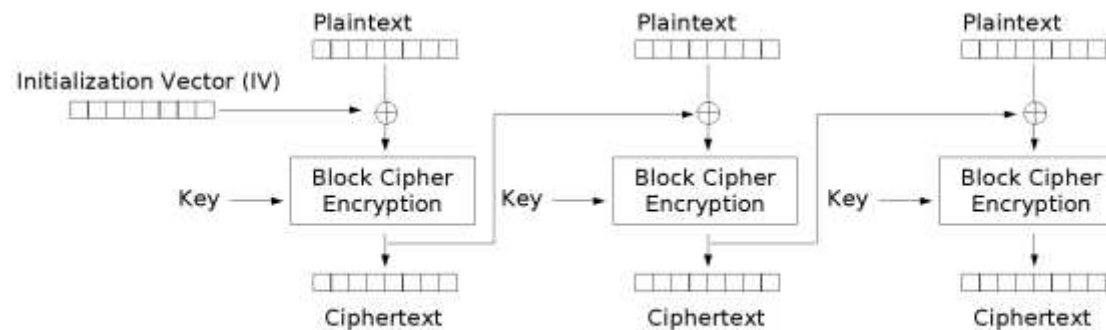 Plaintext
Plaintext
Plaintext
Initialization Vector (IV)
Key
Block Cipher
Encryption
Key
Block Cipher
Encryption
Key
Block Cipher
Encryption
Ciphertext
Ciphertext
Ciphertext